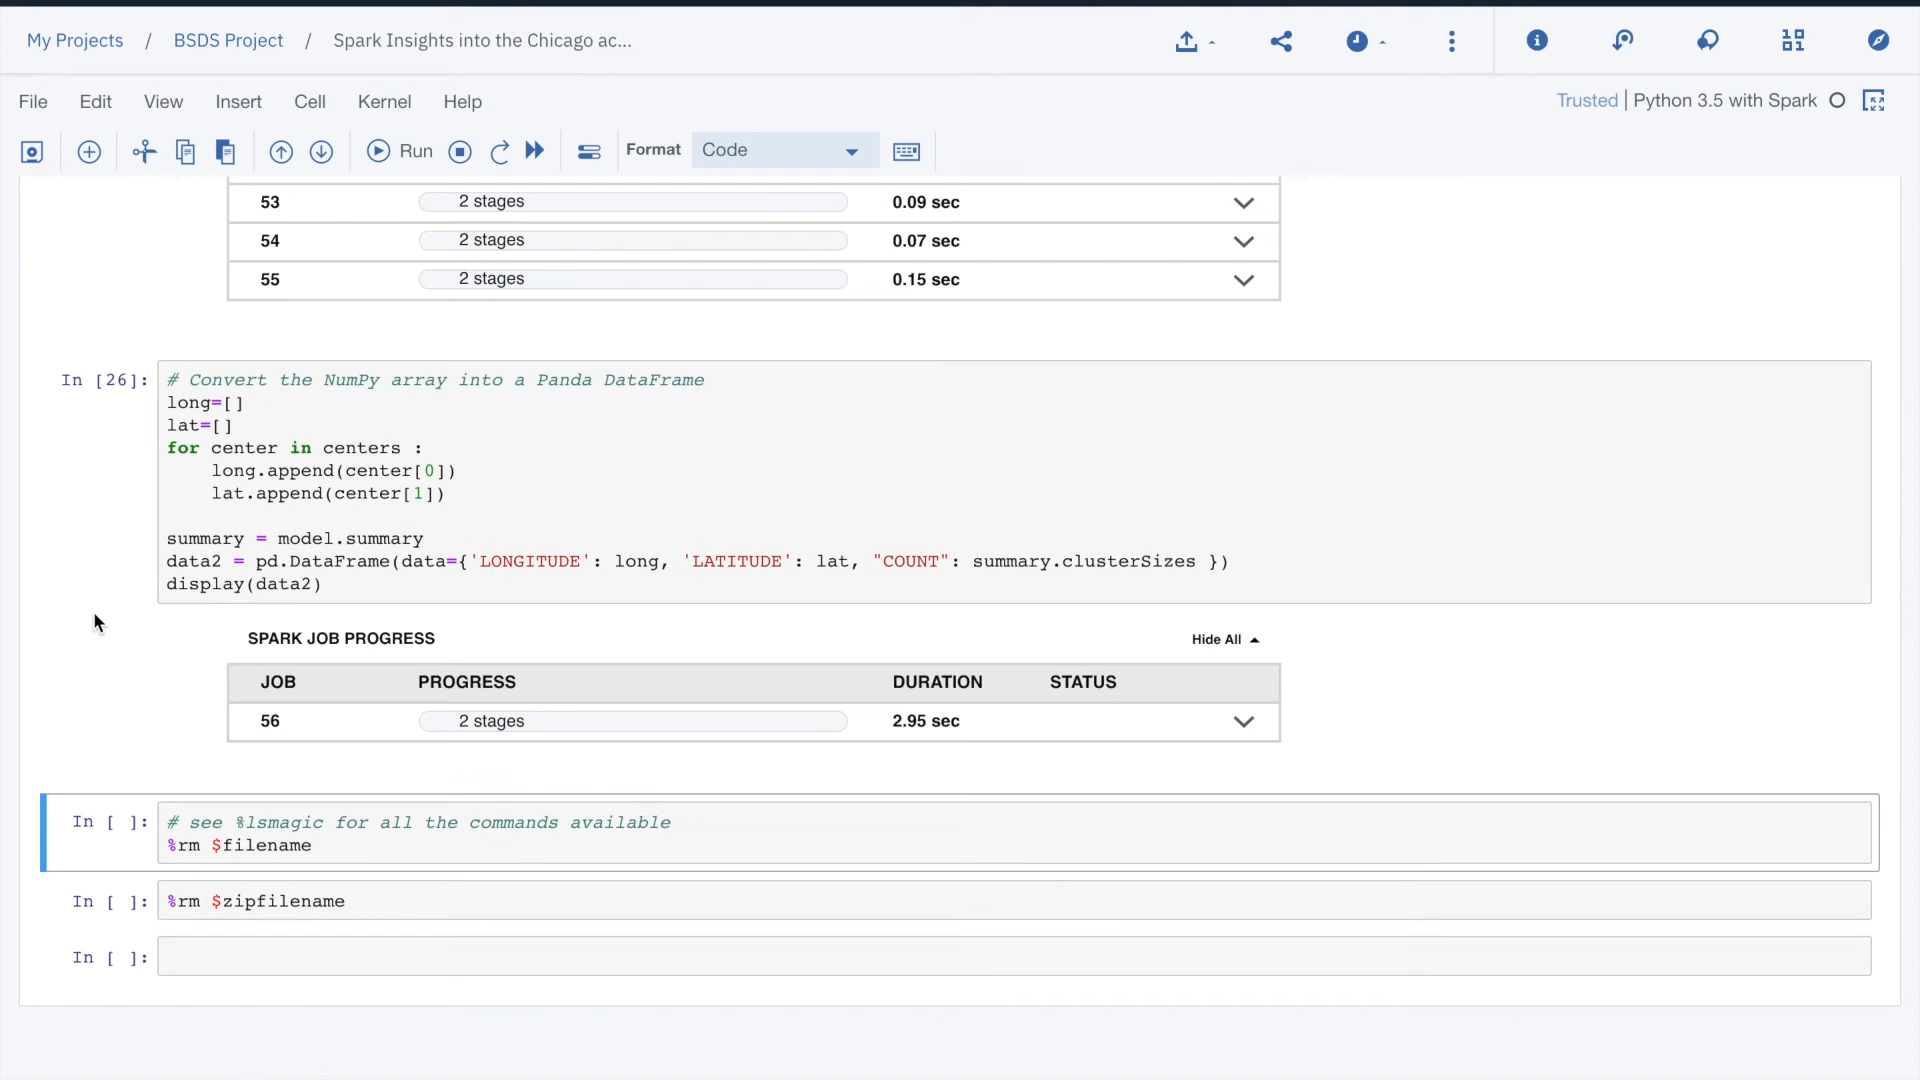 My Projects / BSDS Project / Spark Insights into the Chicago ac...
File Edit View Insert Cell Kernel Help
Trusted | Python 3.5 with Spark
Run
Format
Code
53 2 stages 0.09 sec
54 2 stages 0.07 sec
55 2 stages 0.15 sec
In [26]:
# Convert the NumPy array into a Panda DataFrame
long=[]
lat=[]
for center in centers :
    long.append(center[0])
    lat.append(center[1])
summary = model.summary
data2 = pd.DataFrame(data={'LONGITUDE': long, 'LATITUDE': lat, "COUNT": summary.clusterSizes })
display(data2)
SPARK JOB PROGRESS Hide All
JOB PROGRESS DURATION STATUS
56 2 stages 2.95 sec
In [ ]:
# see %lsmagic for all the commands available
%rm $filename
In [ ]: %rm $zipfilename
In [ ]: